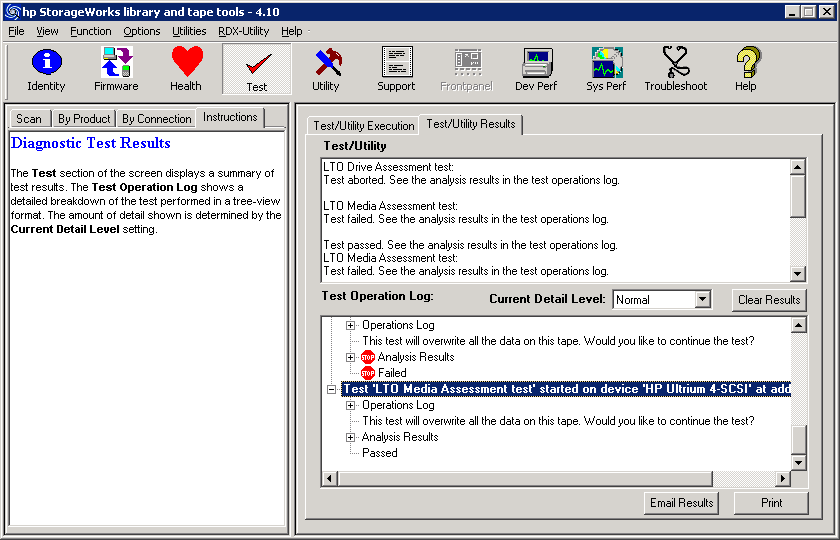 hp StorageWorks library and tape tools - 4.10
File View Function Options Utilities RDX-Utility Help
Identity Firmware Health Test Utility Support Frontpanel Dev Perf Sys Perf Troubleshoot Help
Scan By Product By Connection Instructions
Diagnostic Test Results
The Test section of the screen displays a summary of
test results. The Test Operation Log shows a
detailed breakdown of the test performed in a tree-view
format. The amount of detail shown is determined by the
Current Detail Level setting.
Test/Utility Execution Test/Utility Results
Test/Utility
LTO Drive Assessment test:
Test aborted. See the analysis results in the test operations log.
LTO Media Assessment test:
Test failed. See the analysis results in the test operations log.
Test passed. See the analysis results in the test operations log.
LTO Media Assessment test:
Test failed. See the analysis results in the test operations log.
Test Operation Log: Current Detail Level: Normal Clear Results
Operations Log
This test will overwrite all the data on this tape. Would you like to continue the test?
STOP Analysis Results
STOP Failed
Test 'LTO Media Assessment test' started on device 'HP Ultrium 4-SCSI' at add
Operations Log
This test will overwrite all the data on this tape. Would you like to continue the test?
Analysis Results
Passed
Email Results Print